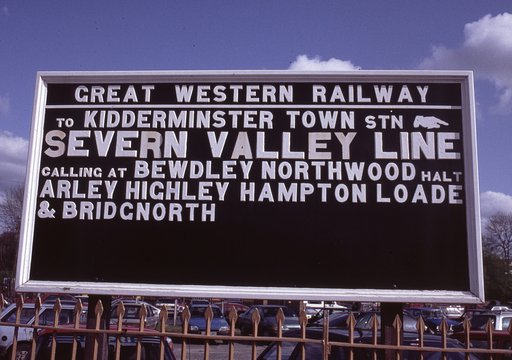 GREAT WESTERN RAILWAY
TO KIDDERMINSTER TOWN STN
SEVERN VALLEY LINE
CALLING AT BEWDLEY NORTHWOOD HALT
ARLEY HIGHLEY HAMPTON LOADE
& BRIDGNORTH